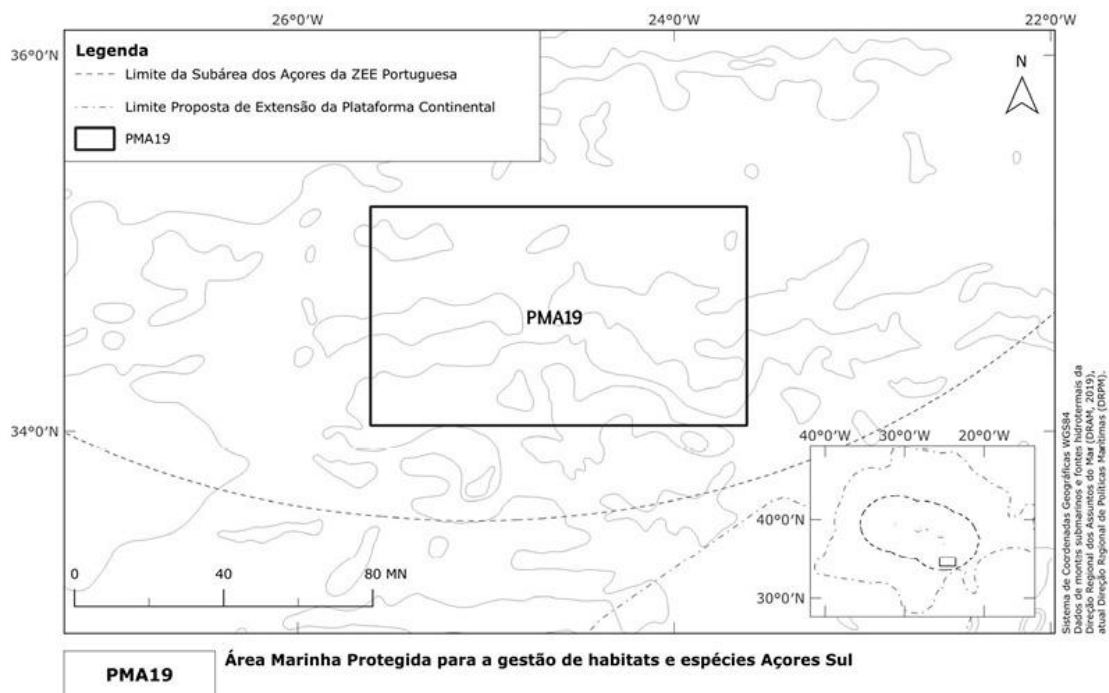 26°0'W 24°0'W 22°0'W
36°0'N
Legenda
Limite da Subárea dos Açores da ZEE Portuguesa
Limite Proposta de Extensão da Plataforma Continental
PMA19
N
PMA19
34°0'N
40°0'W 30°0'W 20°0'W
40°0'N
30°0'N
0 40 80 MN
Sistema de Coordenadas Geográficas WGS84
Dados de montes submarinos e fontes hidrotermais da
Direção Regional dos Assuntos do Mar (DRAM, 2019),
atual Direção Regional de Políticas Marítimas (DRPM).
PMA19
Área Marinha Protegida para a gestão de habitats e espécies Açores Sul